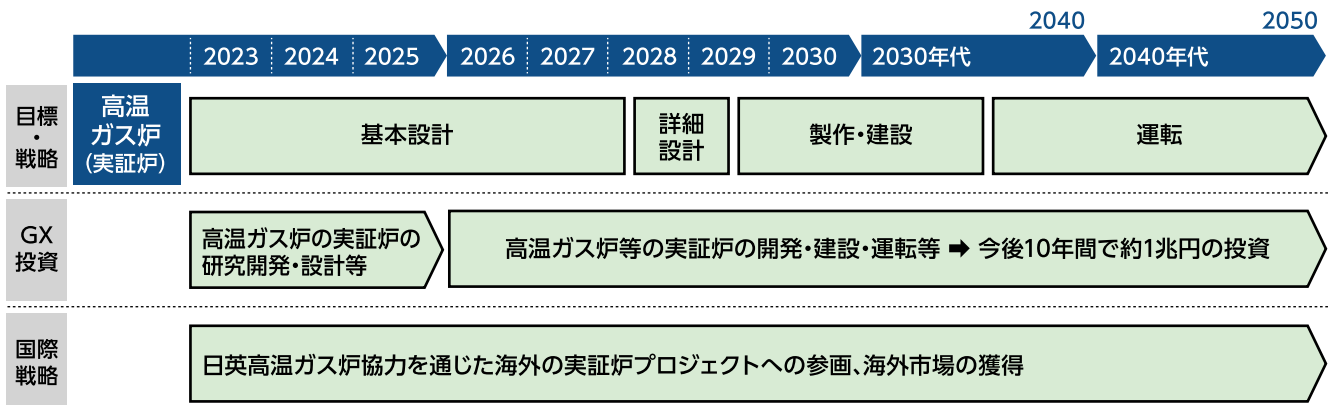 2040 2050
2023 2024 2025 2026 2027 2028 2029 2030 2030年代 2040年代
目標
・
戦略
高温
ガス炉
(実証炉)
基本設計
詳細
設計
製作・建設
運転
GX
投資
高温ガス炉の実証炉の
研究開発・設計等
高温ガス炉等の実証炉の開発・建設・運転等 ➡ 今後10年間で約1兆円の投資
国際
戦略
日英高温ガス炉協力を通じた海外の実証炉プロジェクトへの参画、海外市場の獲得